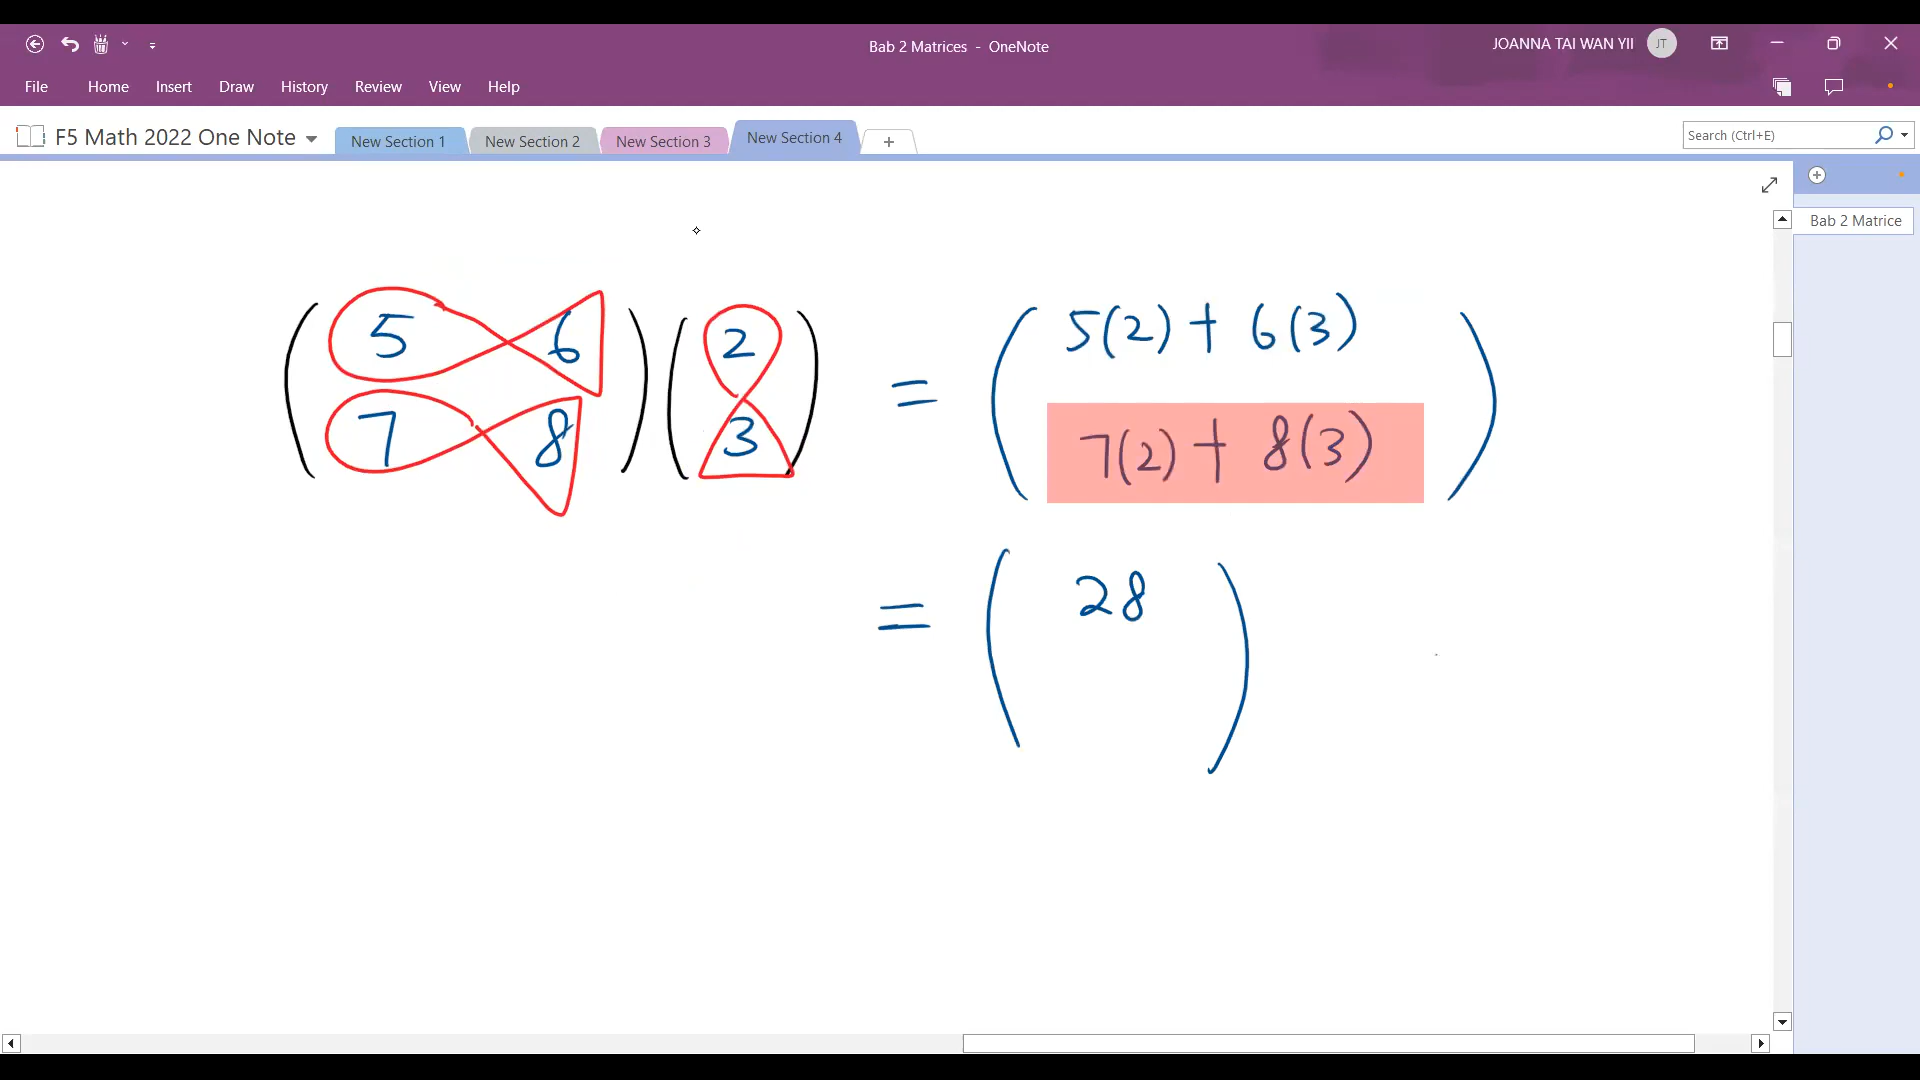 Bab 2 Matrices - OneNote
JOANNA TAI WAN YII JT
File Home Insert Draw History Review View Help
F5 Math 2022 One Note New Section 1 New Section 2 New Section 3 New Section 4 +
Search (Ctrl+E)
Bab 2 Matrice
( 5 6 ) ( 2 ) = ( 5(2) + 6(3) )
7 8 3 7(2) + 8(3)
= ( 28 )